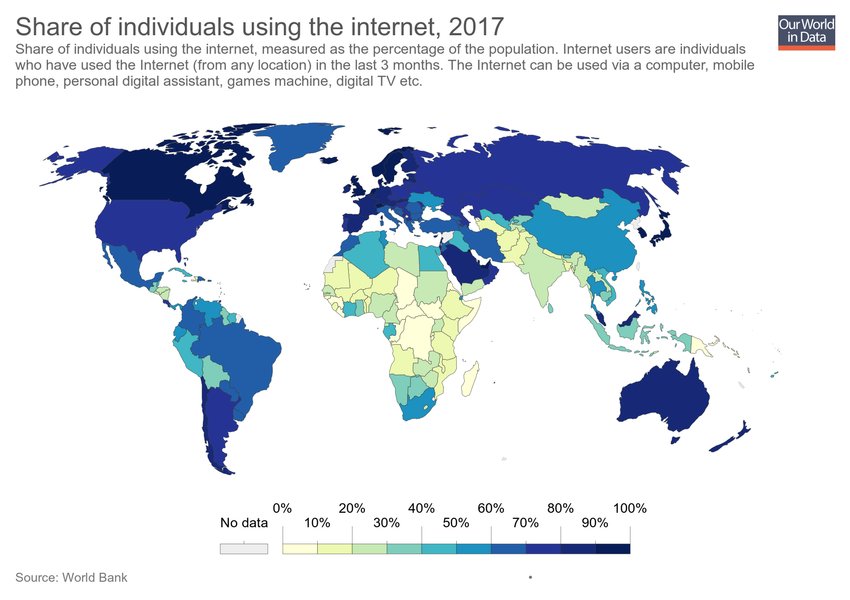 Share of individuals using the internet, 2017
Our World
in Data
Share of individuals using the internet, measured as the percentage of the population. Internet users are individuals
who have used the Internet (from any location) in the last 3 months. The Internet can be used via a computer, mobile
phone, personal digital assistant, games machine, digital TV etc.
0% 20% 40% 60% 80% 100%
No data 10% 30% 50% 70% 90%
Source: World Bank